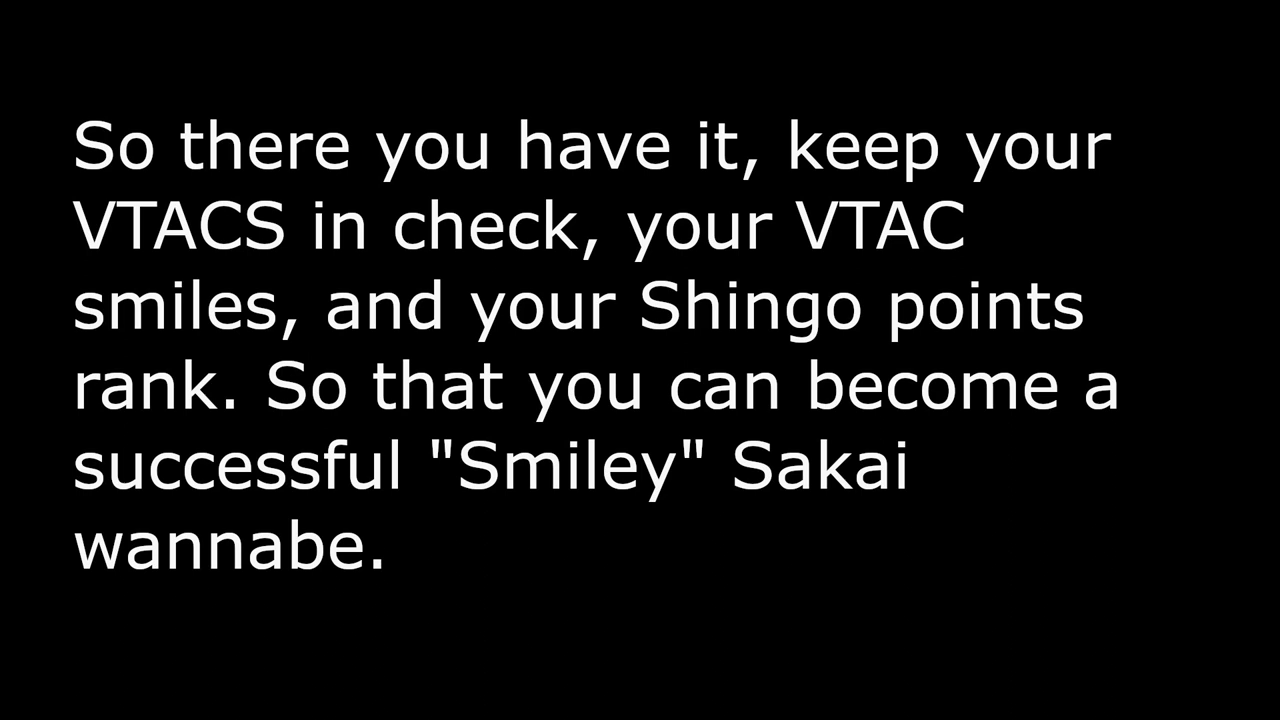 So there you have it, keep your
VTACS in check, your VTAC
smiles, and your Shingo points
rank. So that you can become a
successful "Smiley" Sakai
wannabe.